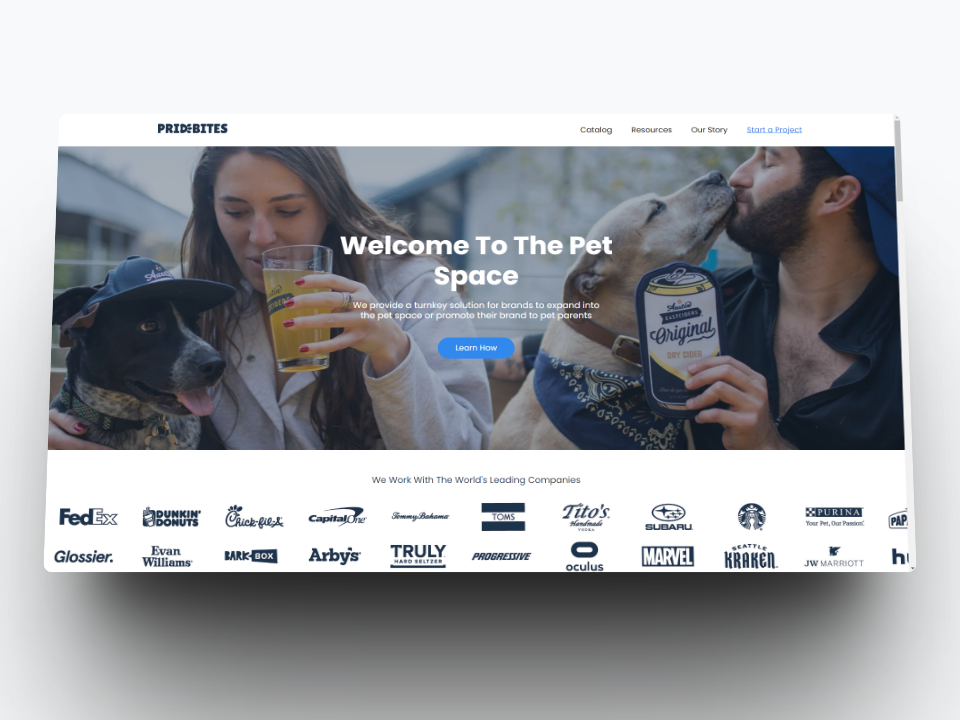 PRIDEBITES
Catalog Resources Our Story Start a Project
Welcome To The Pet
Space
We provide a turnkey solution for brands to expand into
the pet space or promote their brand to pet parents
Learn How
Austin
Eastciders
Original
DRY CIDER
Austin
We Work With The World's Leading Companies
FedEx
DUNKIN'
DONUTS
Chick-fil-a
Capital One
Tommy Bahama
TOMS
Tito's
Handmade
VODKA
SUBARU
PURINA
Your Pet, Our Passion.
PAP
Glossier.
Evan
Williams
BARK-BOX
Arby's
TRULY
HARD SELTZER
PROGRESSIVE
oculus
MARVEL
SEATTLE
KRAKEN
JW MARRIOTT
hu